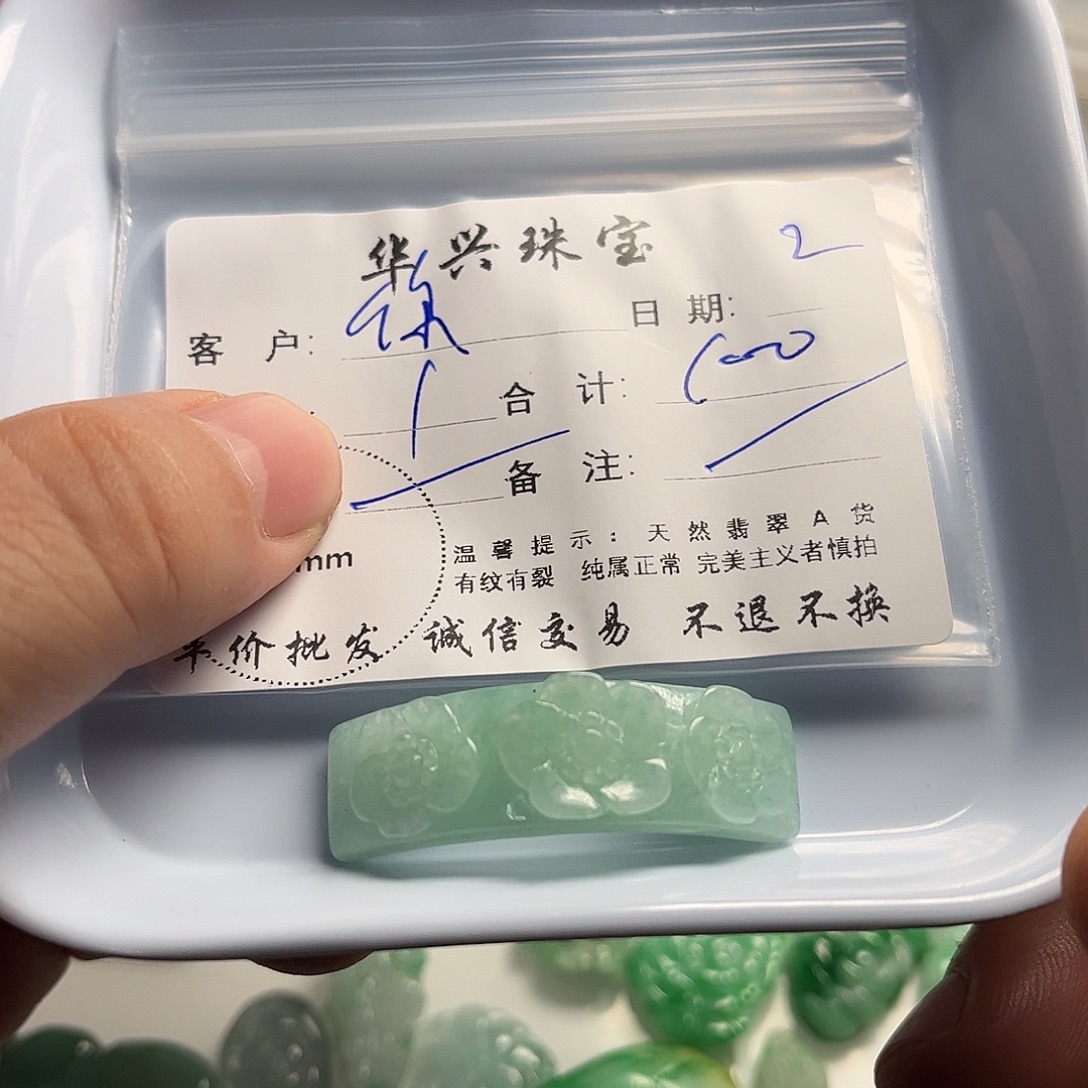 华兴珠宝 2
客 户: 日 期:
1 合 计: 100
备 注:
温馨提示：天然翡翠A货
mm 有纹有裂 纯属正常 完美主义者慎拍
平价批发 诚信交易 不退不换